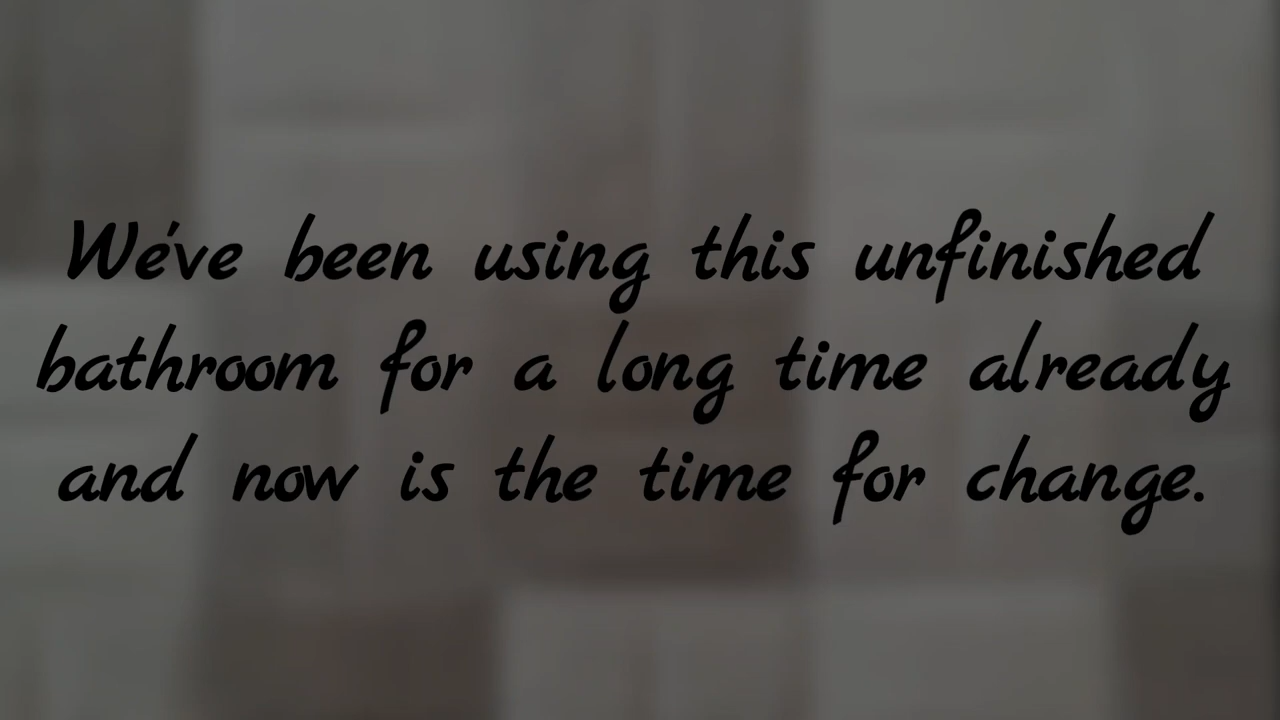 We've been using this unfinished
bathroom for a long time already
and now is the time for change.